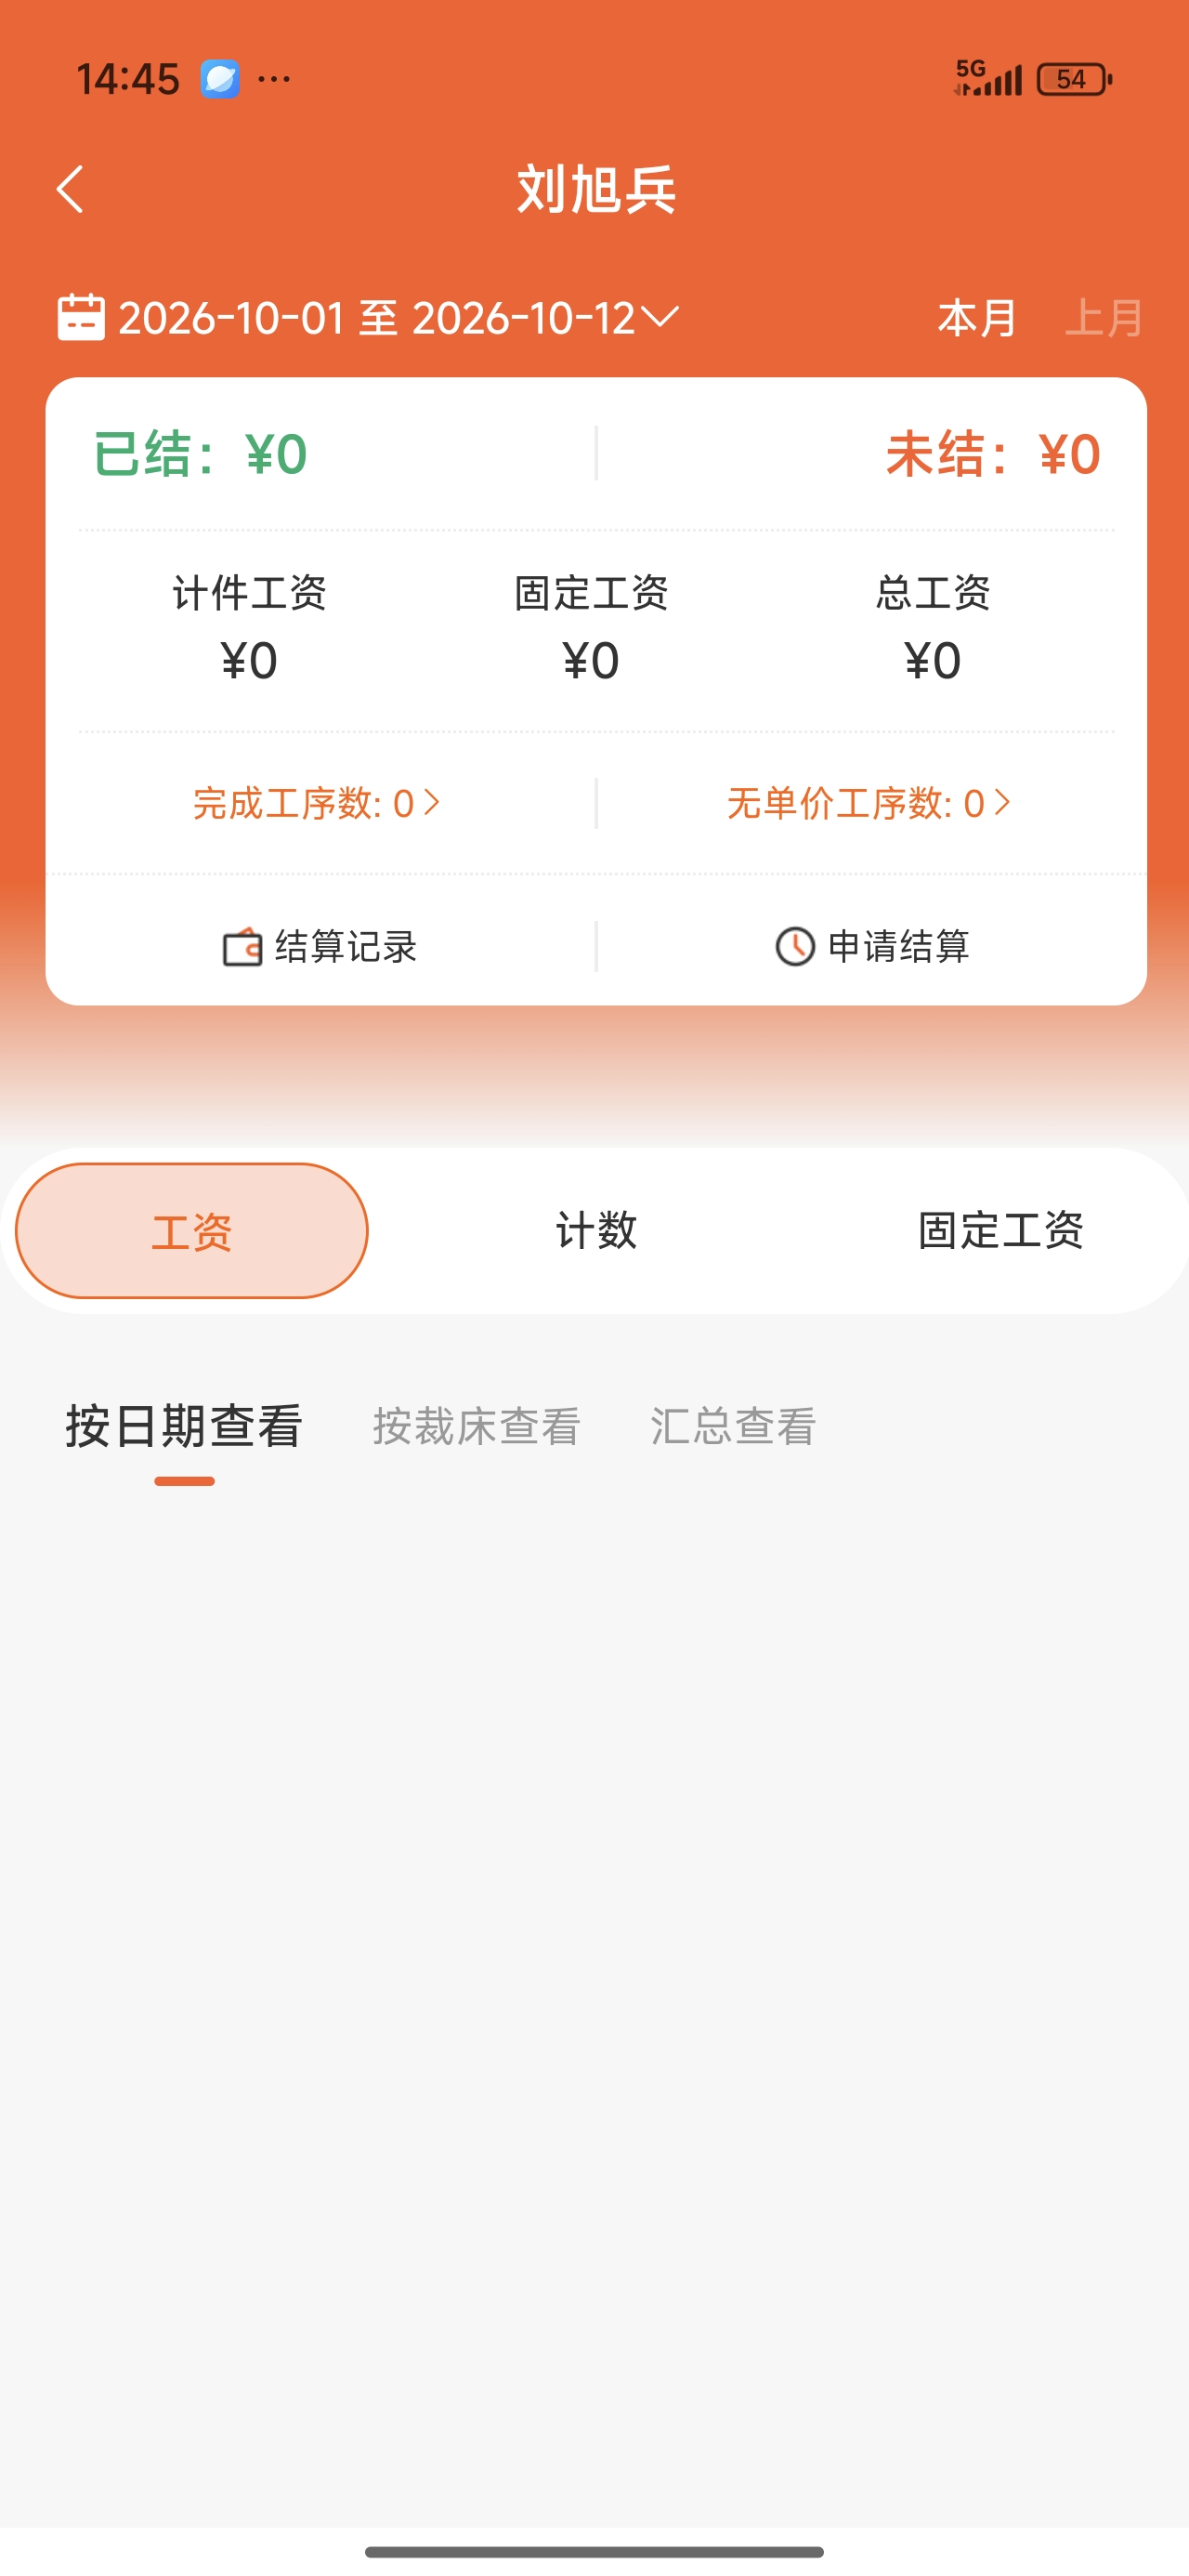 14:45 ... 5G 54
刘旭兵
2026-10-01 至 2026-10-12 本月 上月
已结：¥0 未结：¥0
计件工资 固定工资 总工资
¥0 ¥0 ¥0
完成工序数: 0 无单价工序数: 0
结算记录 申请结算
工资 计数 固定工资
按日期查看 按裁床查看 汇总查看